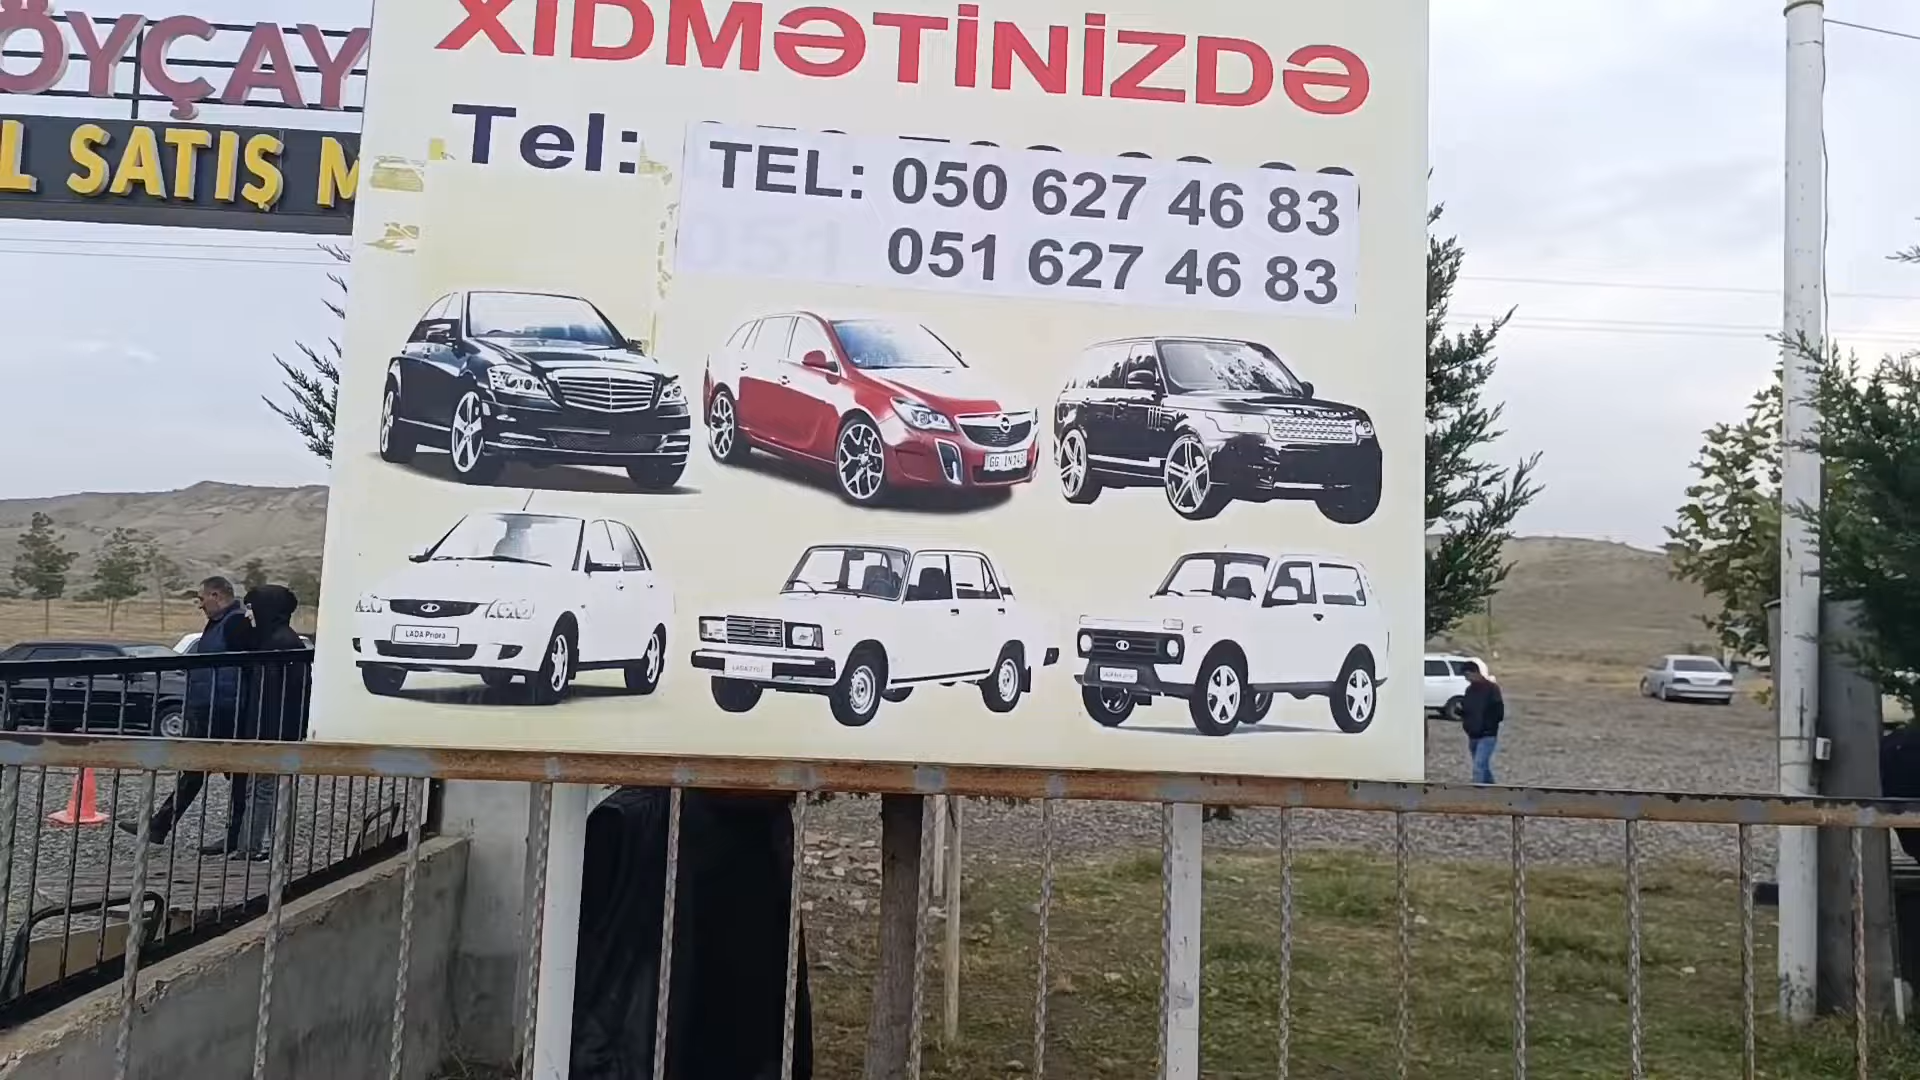 ÖYÇAY
L SATIŞ M
XİDMƏTİNİZDƏ
Tel:
TEL: 050 627 46 83
051 627 46 83
LADA Priora